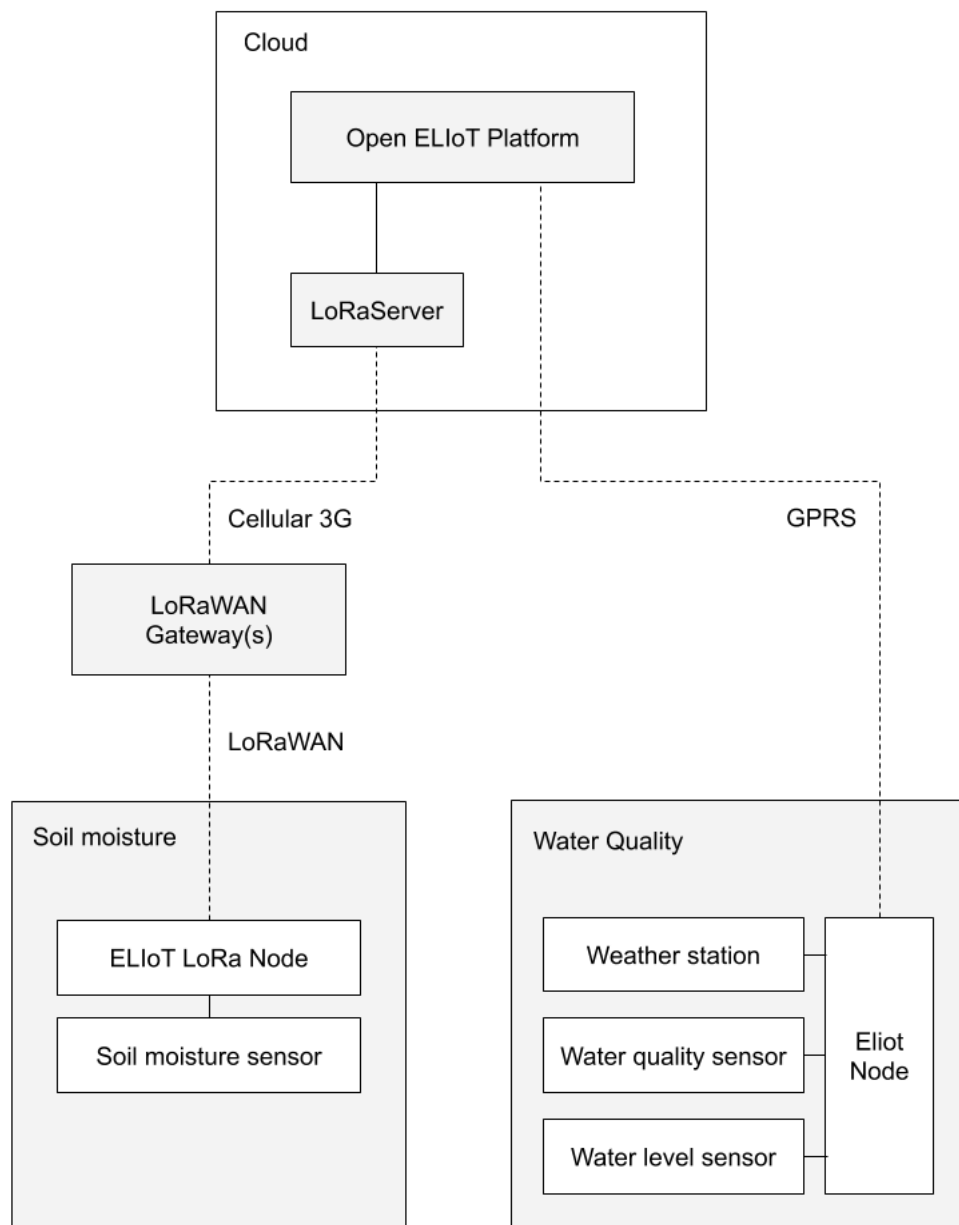 Cloud
Open ELIoT Platform
LoRaServer
Cellular 3G
GPRS
LoRaWAN
Gateway(s)
LoRaWAN
Soil moisture
ELIoT LoRa Node
Soil moisture sensor
Water Quality
Weather station
Water quality sensor
Water level sensor
Eliot
Node